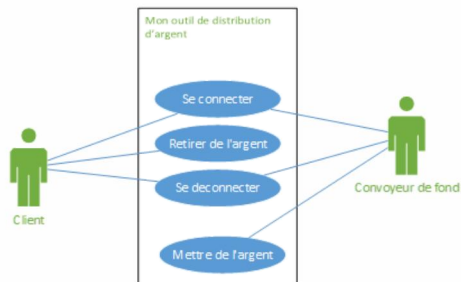 Mon outil de distribution
d'argent
Se connecter
Retirer de l'argent
Se deconnecter
Mettre de l'argent
Client
Convoyeur de fond